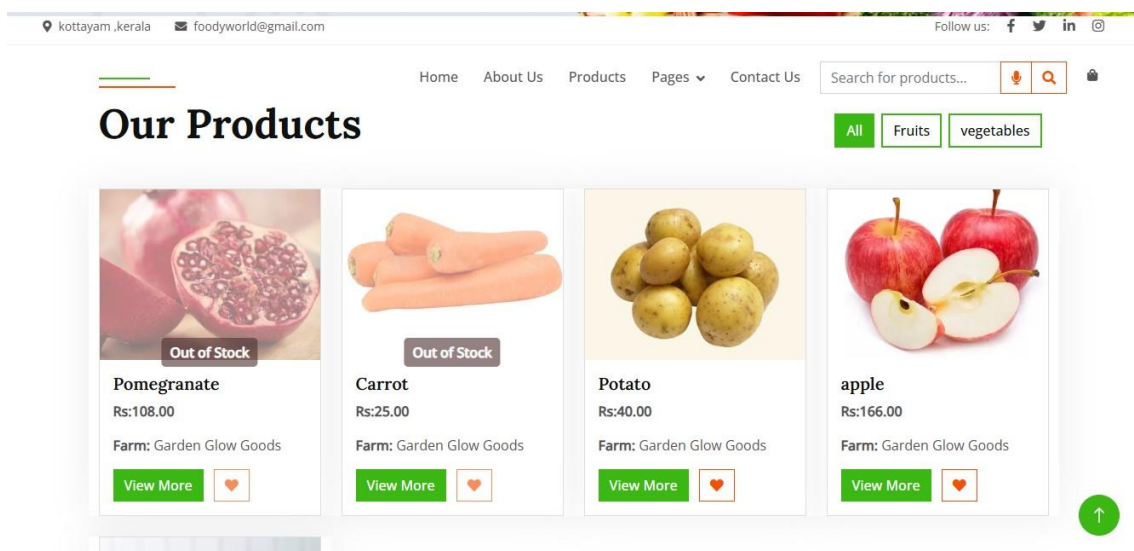 kottayam ,kerala foodyworld@gmail.com Follow us:
Home About Us Products Pages Contact Us Search for products...
Our Products
All Fruits vegetables
Out of Stock
Pomegranate
Rs:108.00
Farm: Garden Glow Goods
View More
Out of Stock
Carrot
Rs:25.00
Farm: Garden Glow Goods
View More
Potato
Rs:40.00
Farm: Garden Glow Goods
View More
apple
Rs:166.00
Farm: Garden Glow Goods
View More